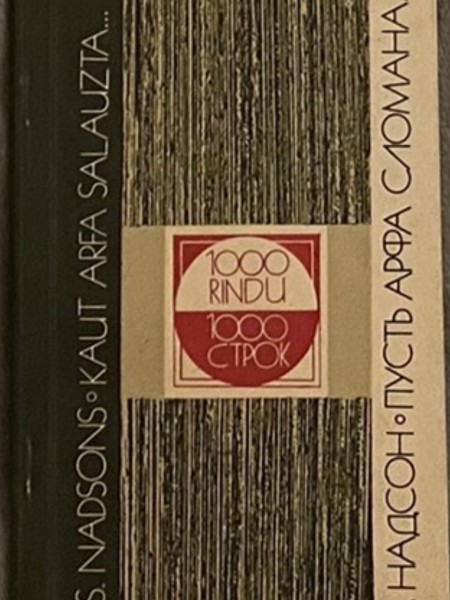 S. NADSONS ∘ KAUT ARFA SALAUZTA...
1000
RINDU
1000
СТРОК
НАДСОН ∘ ПУСТЬ АРФА СЛОМАНА.